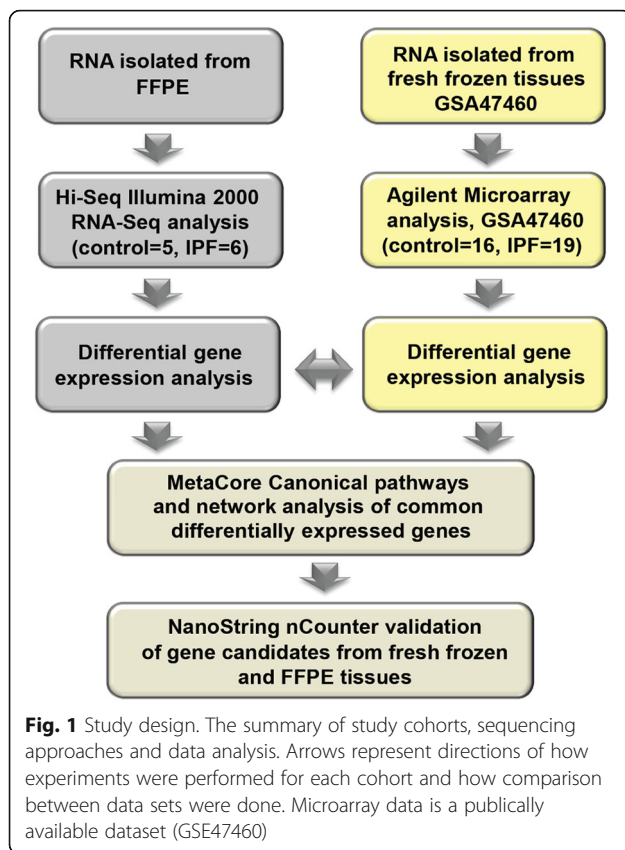 RNA isolated from
FFPE
RNA isolated from
fresh frozen tissues
GSA47460
Hi-Seq Illumina 2000
RNA-Seq analysis
(control=5, IPF=6)
Agilent Microarray
analysis, GSA47460
(control=16, IPF=19)
Differential gene
expression analysis
Differential gene
expression analysis
MetaCore Canonical pathways
and network analysis of common
differentially expressed genes
NanoString nCounter validation
of gene candidates from fresh frozen
and FFPE tissues
Fig. 1 Study design. The summary of study cohorts, sequencing
approaches and data analysis. Arrows represent directions of how
experiments were performed for each cohort and how comparison
between data sets were done. Microarray data is a publically
available dataset (GSE47460)